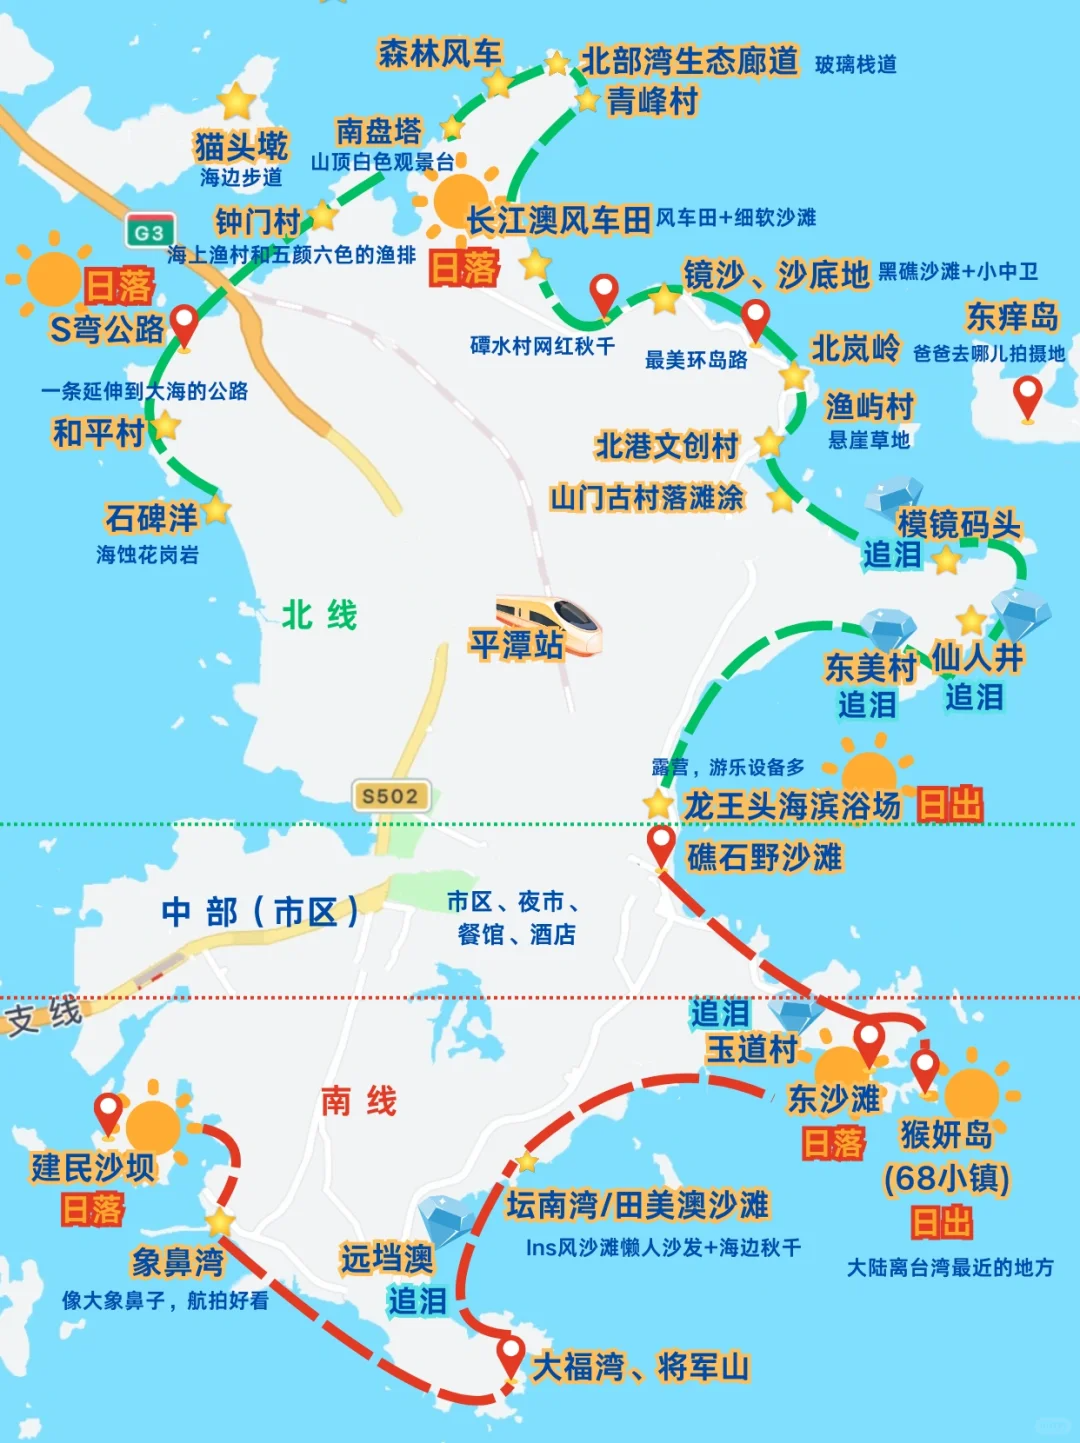 森林风车
北部湾生态廊道
玻璃栈道
青峰村
猫头墘
海边步道
南盘塔
山顶白色观景台
钟门村
海上渔村和五颜六色的渔排
G3
长江澳风车田
风车田+细软沙滩
日落
日落
S弯公路
镜沙、沙底地
黑礁沙滩+小中卫
磹水村网红秋千
最美环岛路
北岚岭
东痒岛
爸爸去哪儿拍摄地
一条延伸到大海的公路
和平村
渔屿村
悬崖草地
北港文创村
山门古村落滩涂
石碑洋
海蚀花岗岩
模镜码头
追泪
北 线
平潭站
东美村
追泪
仙人井
追泪
露营，游乐设备多
龙王头海滨浴场
日出
S502
礁石野沙滩
中 部（市区）
市区、夜市、
餐馆、酒店
支线
追泪
玉道村
南 线
东沙滩
日落
猴妍岛
(68小镇)
日出
大陆离台湾最近的地方
建民沙坝
日落
坛南湾/田美澳沙滩
Ins风沙滩懒人沙发+海边秋千
象鼻湾
像大象鼻子，航拍好看
远垱澳
追泪
大福湾、将军山